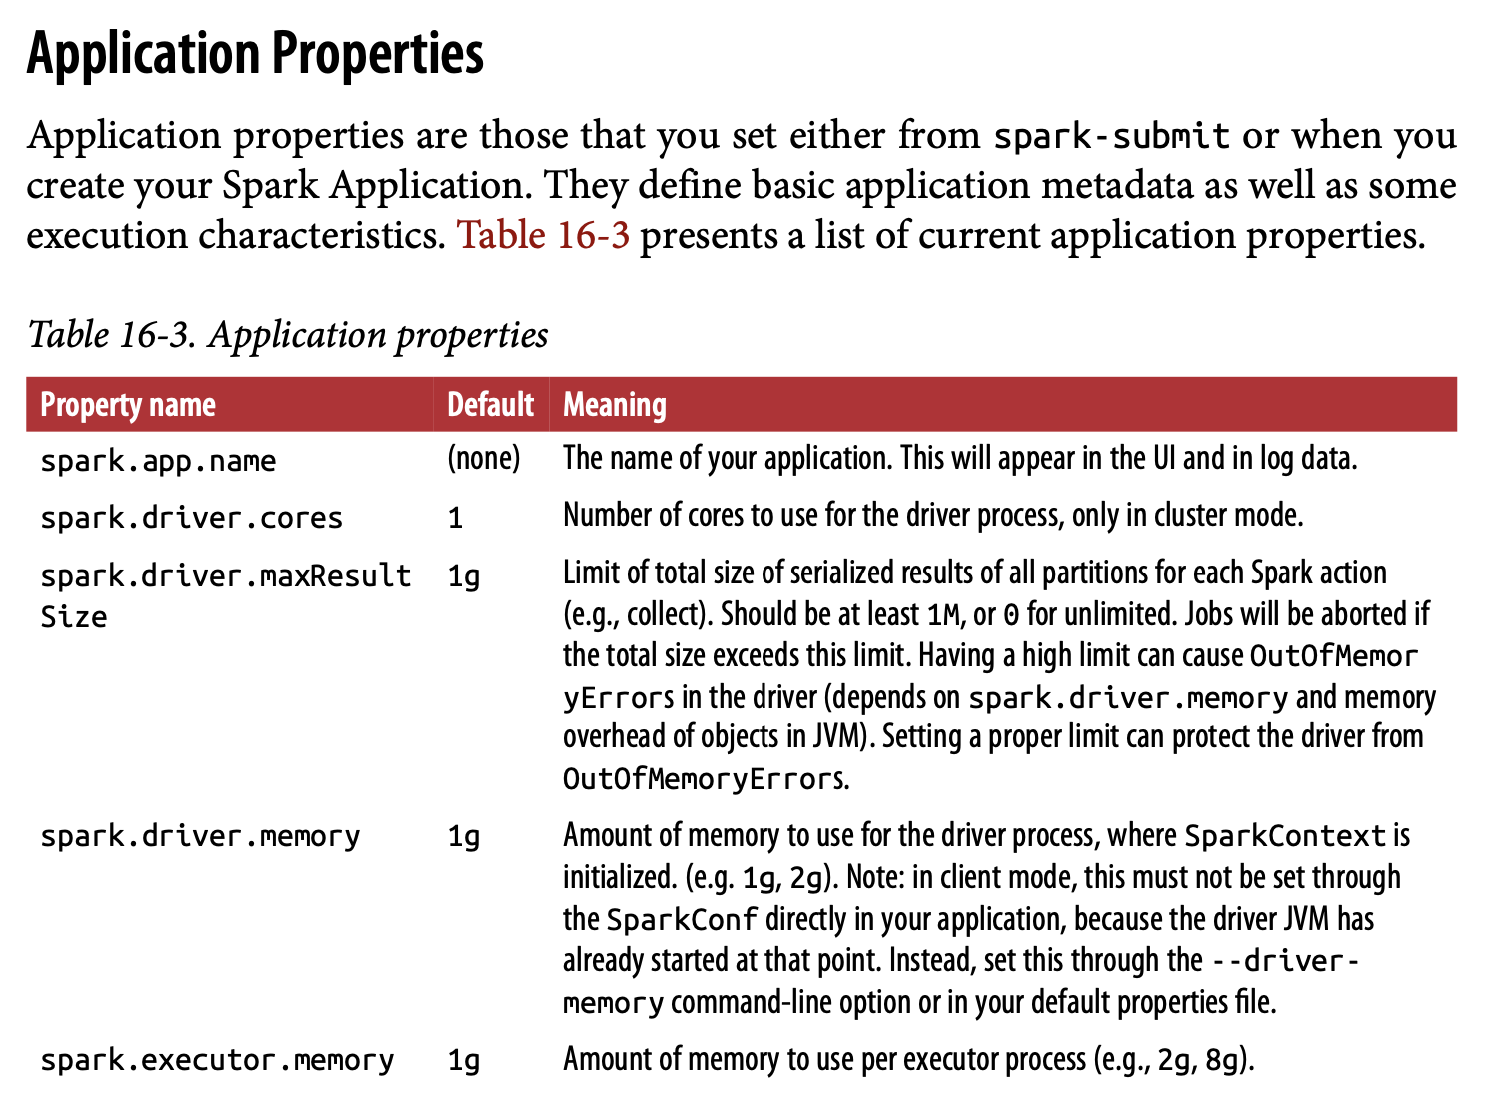 Application Properties
Application properties are those that you set either from spark-submit or when you
create your Spark Application. They define basic application metadata as well as some
execution characteristics. Table 16-3 presents a list of current application properties.
Table 16-3. Application properties
Property name Default Meaning
spark.app.name (none) The name of your application. This will appear in the UI and in log data.
spark.driver.cores 1 Number of cores to use for the driver process, only in cluster mode.
spark.driver.maxResult 1g Limit of total size of serialized results of all partitions for each Spark action
Size (e.g., collect). Should be at least 1M, or 0 for unlimited. Jobs will be aborted if
the total size exceeds this limit. Having a high limit can cause OutOfMemor
yErrors in the driver (depends on spark.driver.memory and memory
overhead of objects in JVM). Setting a proper limit can protect the driver from
OutOfMemoryErrors.
spark.driver.memory 1g Amount of memory to use for the driver process, where SparkContext is
initialized. (e.g. 1g, 2g). Note: in client mode, this must not be set through
the SparkConf directly in your application, because the driver JVM has
already started at that point. Instead, set this through the --driver-
memory command-line option or in your default properties file.
spark.executor.memory 1g Amount of memory to use per executor process (e.g., 2g, 8g).